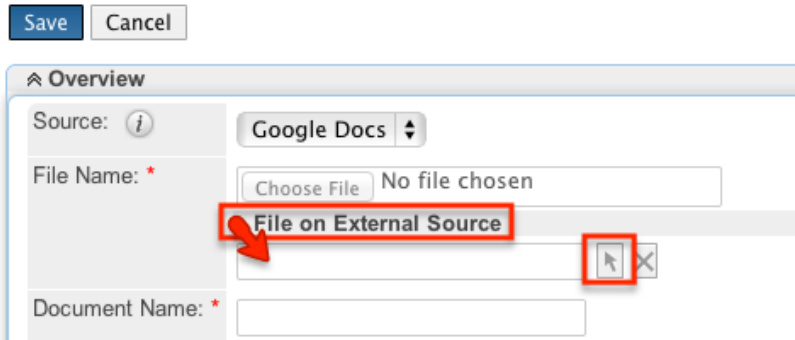 Save Cancel
Overview
Source: i Google Docs
File Name: * Choose File No file chosen
File on External Source
Document Name: *